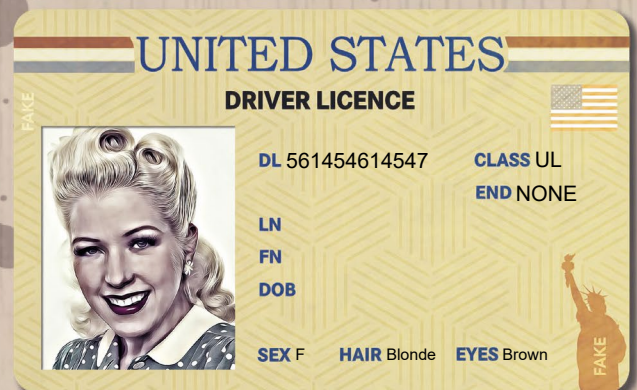 UNITED STATES
DRIVER LICENCE
FAKE
DL 561454614547 CLASS UL
END NONE
LN
FN
DOB
SEX F HAIR Blonde EYES Brown
FAKE